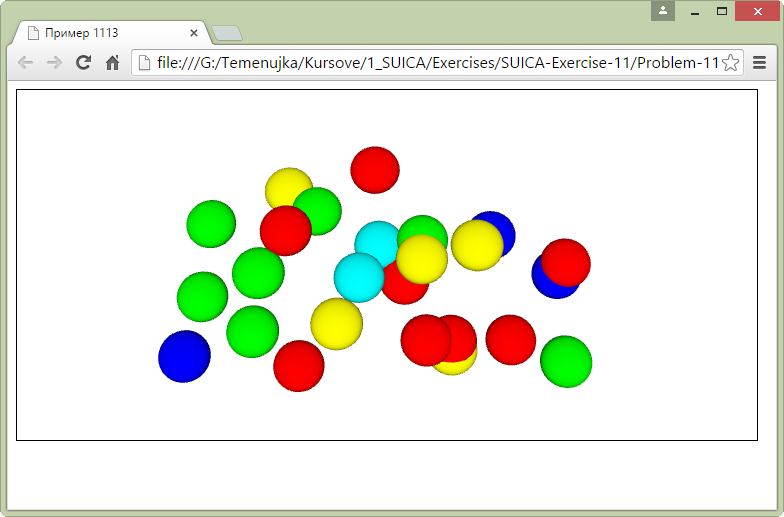 Пример 1113
file:///G:/Temenujka/Kursove/1_SUICA/Exercises/SUICA-Exercise-11/Problem-11